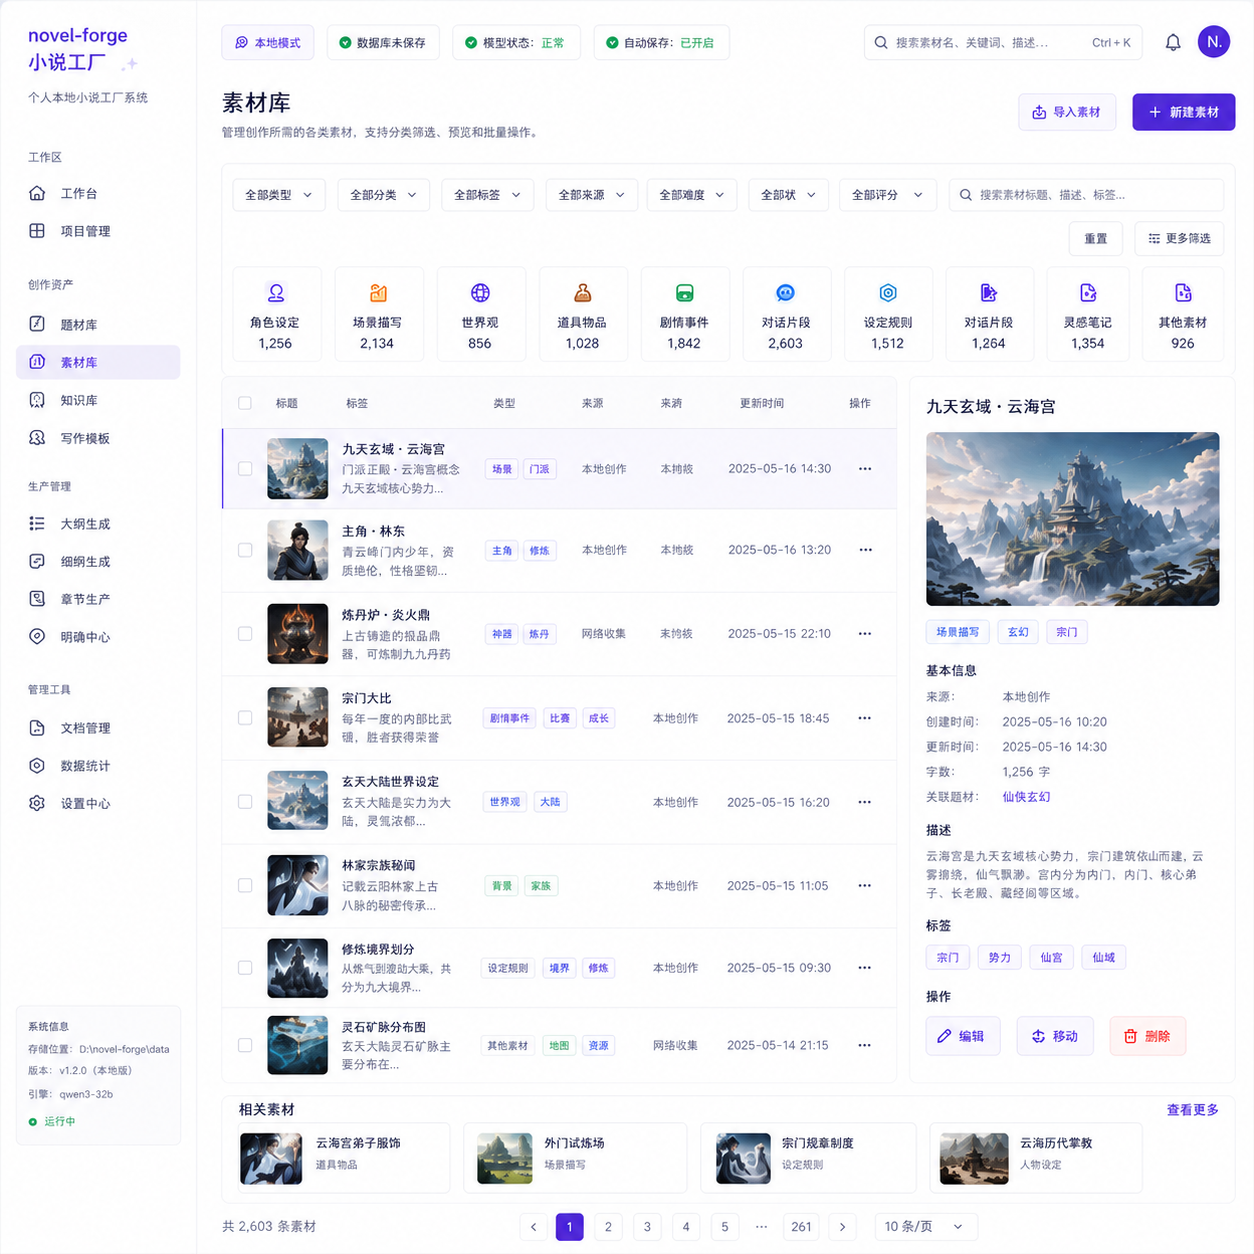 novel-forge
小说工厂
个人本地小说工厂系统
工作区
工作台
项目管理
创作资产
题材库
素材库
知识库
写作模板
生产管理
大纲生成
细纲生成
章节生产
明确中心
管理工具
文档管理
数据统计
设置中心
系统信息
存储位置: D:\novel-forge\data
版本: v1.2.0（本地版）
引擎: qwen3-32b
运行中
本地模式
数据库未保存
模型状态: 正常
自动保存: 已开启
搜索素材名、关键词、描述...
Ctrl + K
N.
素材库
管理创作所需的各类素材，支持分类筛选、预览和批量操作。
导入素材
+ 新建素材
全部类型
全部分类
全部标签
全部来源
全部难度
全部状
全部评分
搜索素材标题、描述、标签...
重置
更多筛选
角色设定
1,256
场景描写
2,134
世界观
856
道具物品
1,028
剧情事件
1,842
对话片段
2,603
设定规则
1,512
对话片段
1,264
灵感笔记
1,354
其他素材
926
标题 标签 类型 来源 更新时间 操作
九天玄域·云海宫
门派正殿·云海宫概念
九天玄域核心势力...
场景 门派 本地创作 2025-05-16 14:30 ···
主角·林东
青云峰门内少年，资
质绝伦，性格坚韧...
主角 修炼 本地创作 2025-05-16 13:20 ···
炼丹炉·炎火鼎
上古铸造的极品鼎
器，可炼制九九丹药
神器 炼丹 网络收集 2025-05-15 22:10 ···
宗门大比
每年一度的内部比武
，胜者获得荣誉
剧情事件 比赛 成长 本地创作 2025-05-15 18:45 ···
玄天大陆世界设定
玄天大陆是实力为大
陆，灵浓都...
世界观 大陆 本地创作 2025-05-15 16:20 ···
林家宗族秘闻
记载云阳林家上古
八脉的秘密传承...
背景 家族 本地创作 2025-05-15 11:05 ···
修炼境界划分
从炼气到大乘，共
分为九大境界...
设定规则 境界 修炼 本地创作 2025-05-15 09:30 ···
灵石矿脉分布图
玄天大陆灵石矿脉主
要分布在...
其他素材 地图 资源 网络收集 2025-05-14 21:15 ···
九天玄域·云海宫
场景描写 玄幻 宗门
基本信息
来源: 本地创作
创建时间: 2025-05-16 10:20
更新时间: 2025-05-16 14:30
字数: 1,256 字
关联题材: 仙侠玄幻
描述
云海宫是九天玄域核心势力，宗门建筑依山而建，云
雾缭绕，仙气飘渺。宫内分为内门，内门、核心弟
子、长老殿、藏经间等区域。
标签
宗门 势力 仙宫 仙域
操作
编辑 移动 删除
相关素材
查看更多
云海宫弟子服饰
道具物品
外门试炼场
场景描写
宗门规章制度
设定规则
云海历代掌教
人物设定
共 2,603 条素材
< 1 2 3 4 5 ··· 261 >
10 条/页